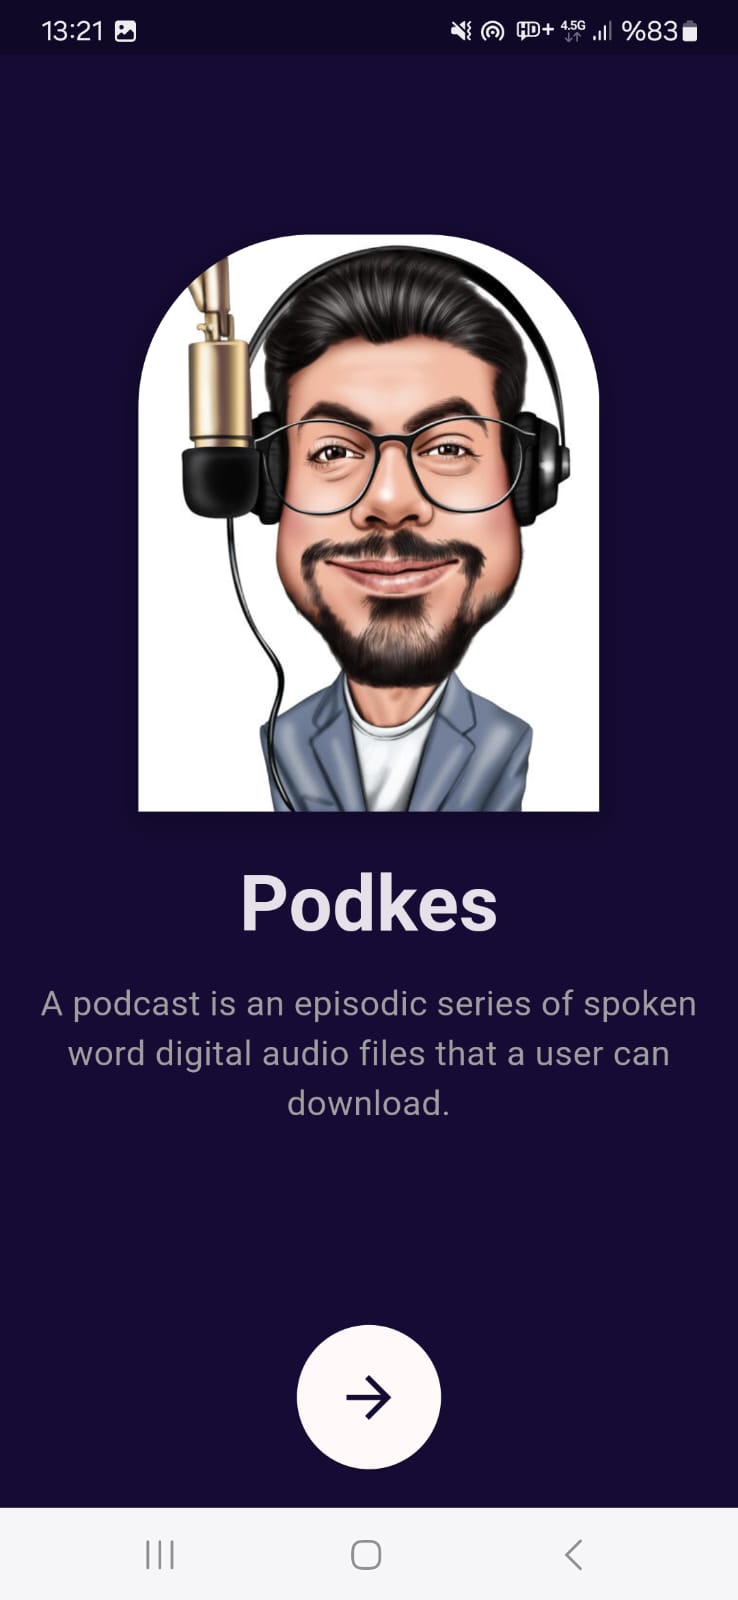 13:21 HD+ 4.5G %83
Podkes
A podcast is an episodic series of spoken
word digital audio files that a user can
download.